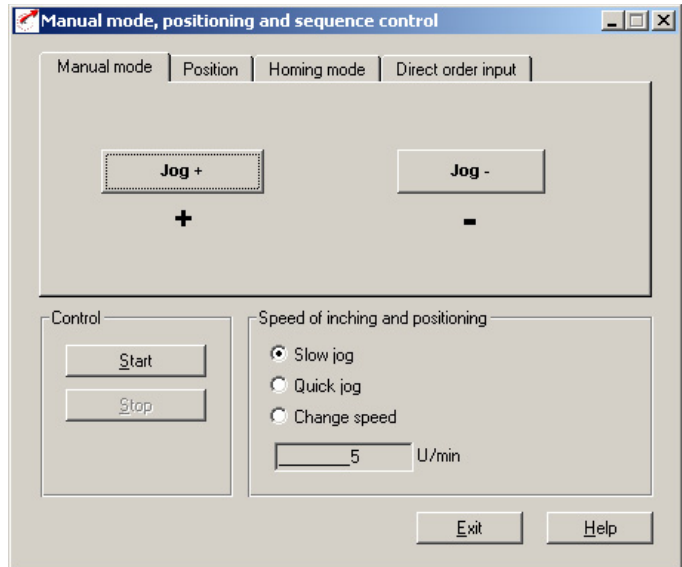 Manual mode, positioning and sequence control
Manual mode Position Homing mode Direct order input
Jog + Jog -
+ -
Control
Start
Stop
Speed of inching and positioning
Slow jog
Quick jog
Change speed
_______5 U/min
Exit Help